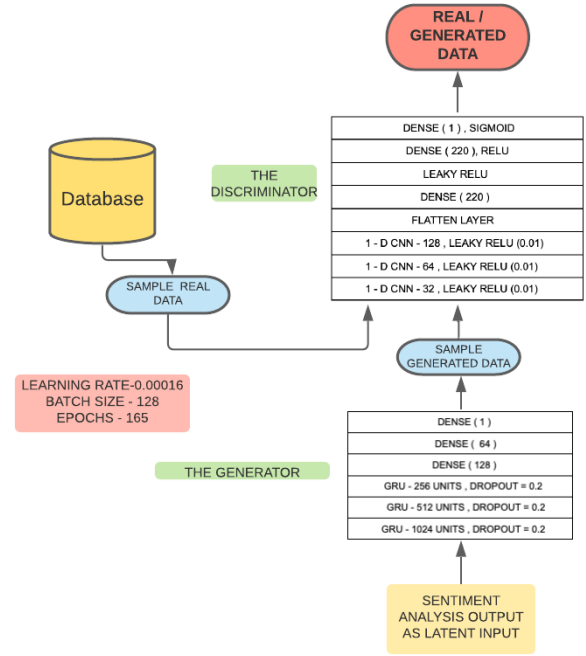 REAL /
GENERATED
DATA
DENSE ( 1 ) , SIGMOID
DENSE ( 220 ), RELU
LEAKY RELU
DENSE ( 220 )
FLATTEN LAYER
1 - D CNN - 128 , LEAKY RELU (0.01)
1 - D CNN - 64 , LEAKY RELU (0.01)
1 - D CNN - 32 , LEAKY RELU (0.01)
THE
DISCRIMINATOR
Database
SAMPLE REAL
DATA
SAMPLE
GENERATED DATA
LEARNING RATE-0.00016
BATCH SIZE - 128
EPOCHS - 165
THE GENERATOR
DENSE ( 1 )
DENSE ( 64 )
DENSE ( 128 )
GRU - 256 UNITS , DROPOUT = 0.2
GRU - 512 UNITS , DROPOUT = 0.2
GRU - 1024 UNITS , DROPOUT = 0.2
SENTIMENT
ANALYSIS OUTPUT
AS LATENT INPUT